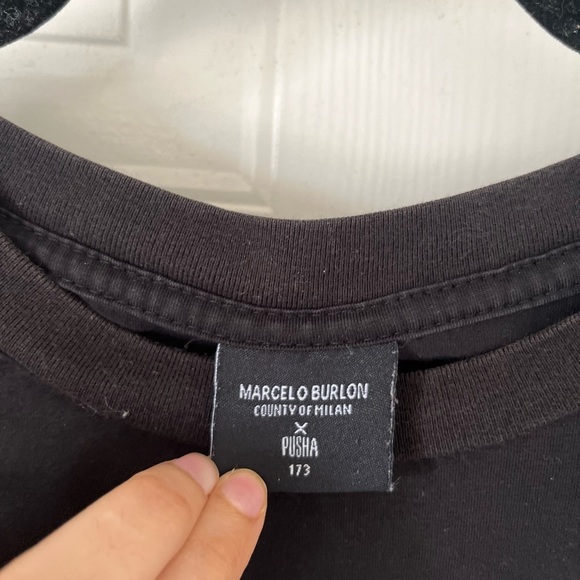 MARCELO BURLON
COUNTY OF MILAN
X
PUSHA
173